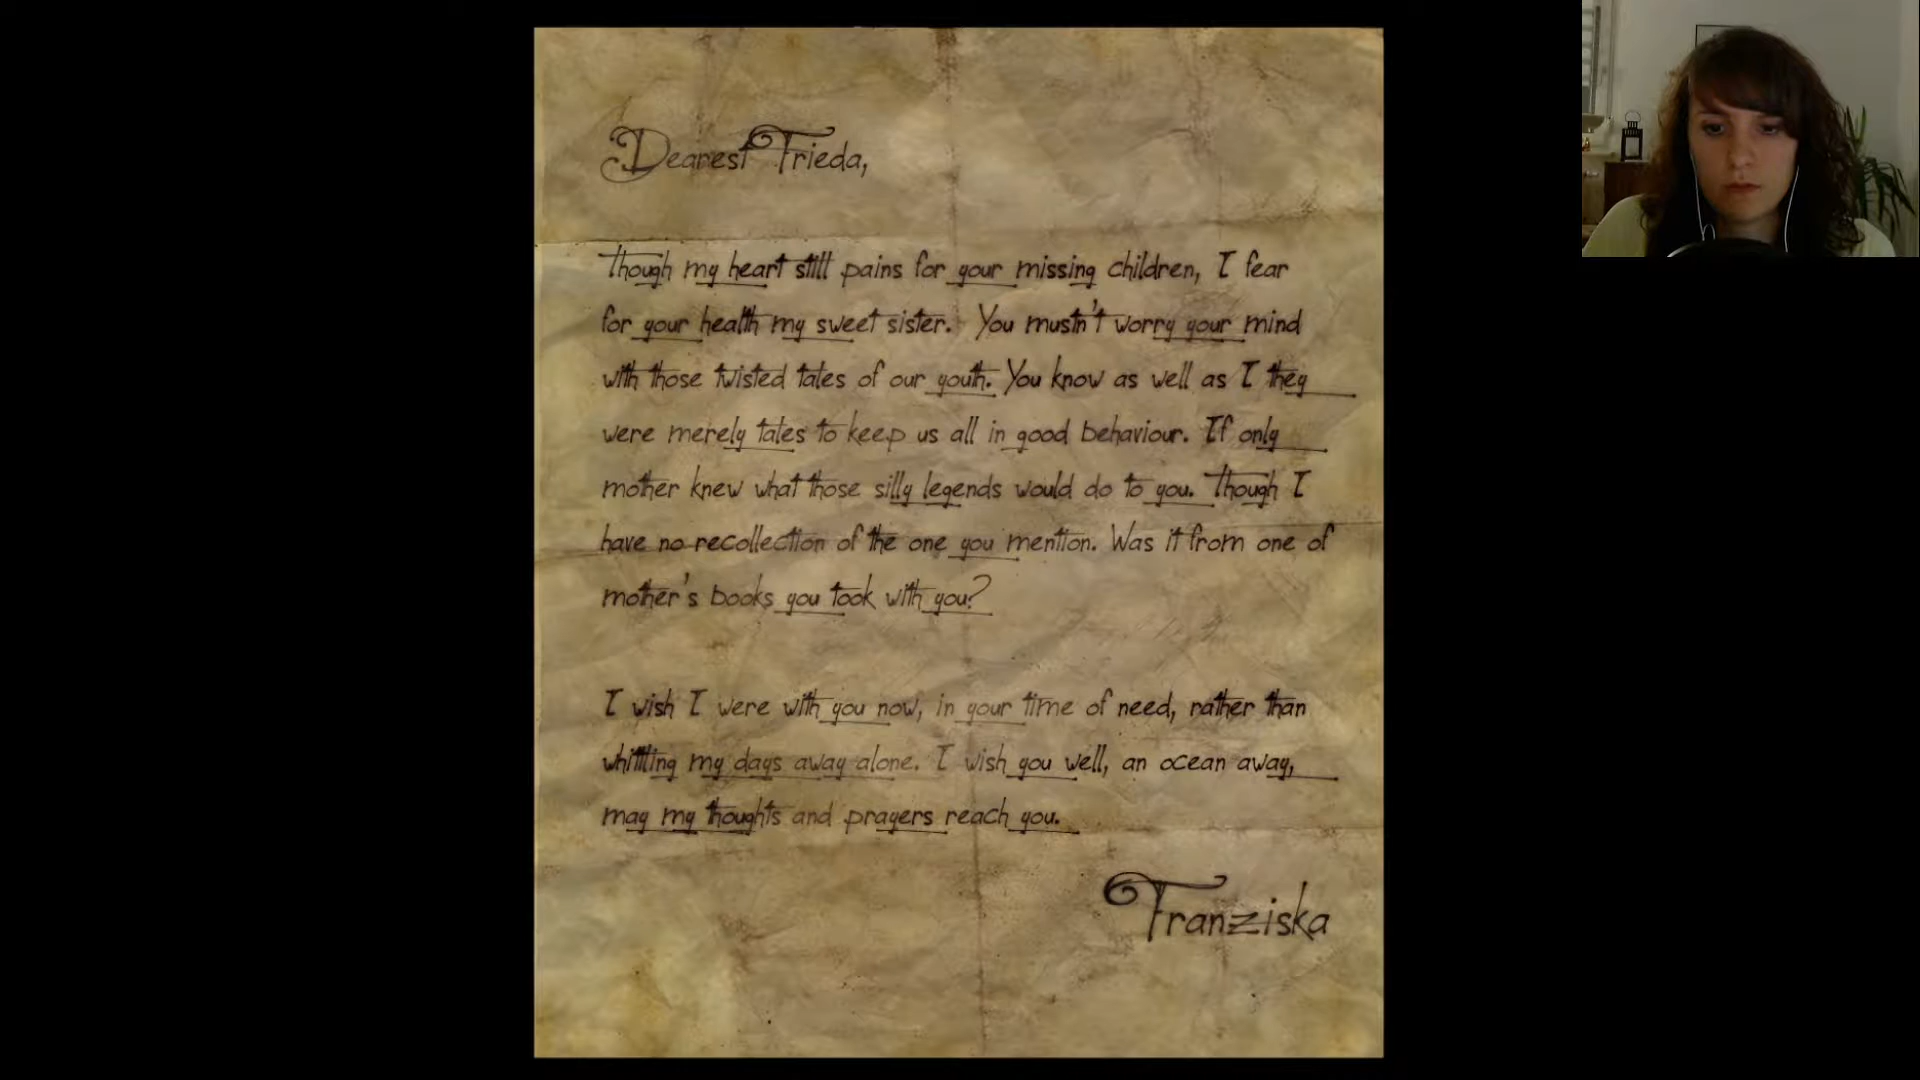 Dearest Frieda,
Though my heart still pains for your missing children, I fear
for your health my sweet sister. You mustn't worry your mind
with those twisted tales of our youth. You know as well as I they
were merely tales to keep us all in good behaviour. If only
mother knew what those silly legends would do to you. Though I
have no recollection of the one you mention. Was it from one of
mother's books you took with you?
I wish I were with you now, in your time of need, rather than
whittling my days away alone. I wish you well, an ocean away,
may my thoughts and prayers reach you.
Franziska